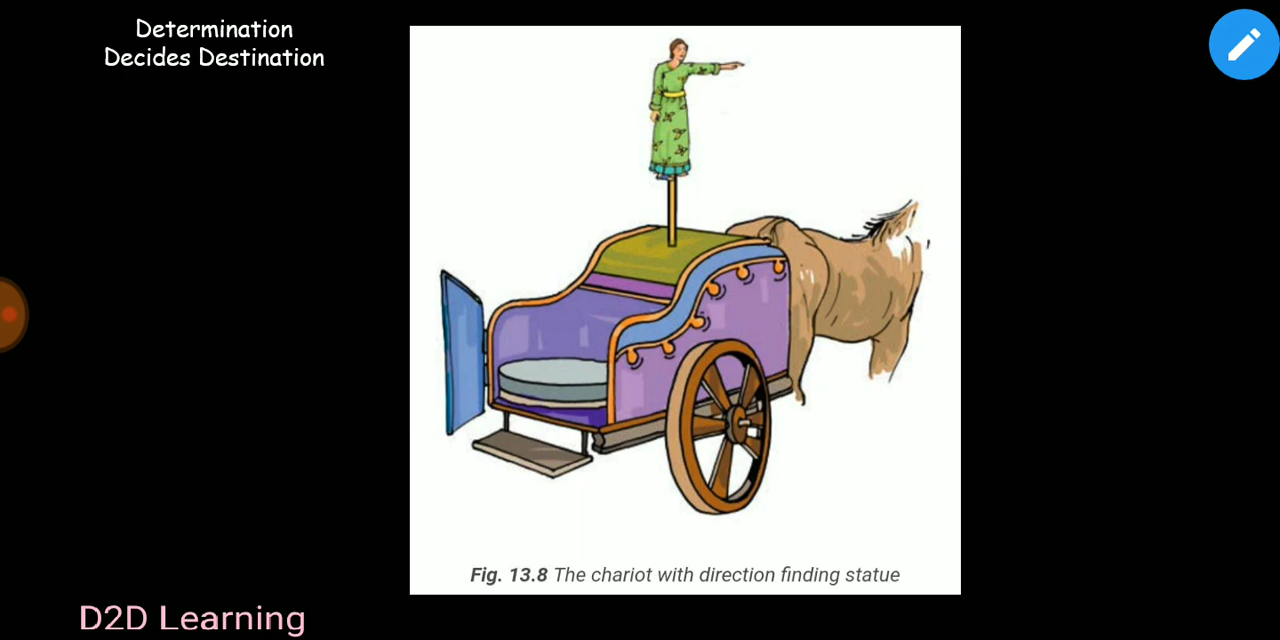 Determination
Decides Destination
Fig. 13.8 The chariot with direction finding statue
D2D Learning